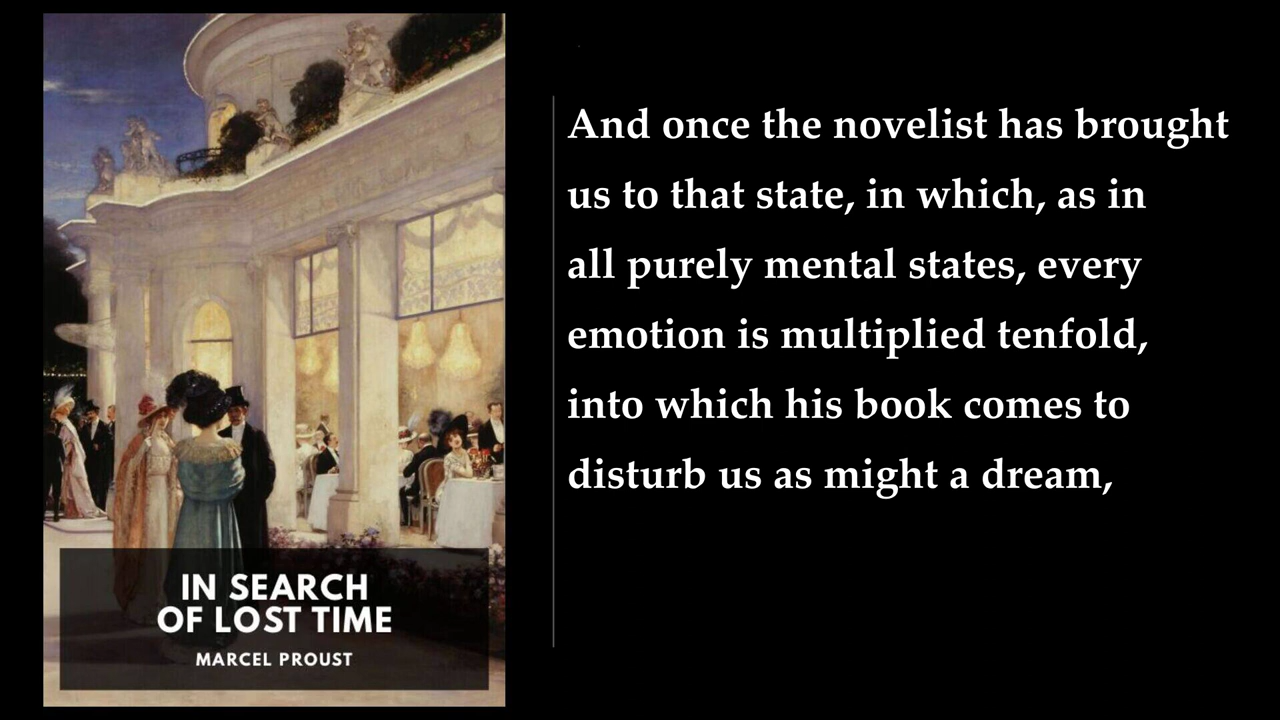 IN SEARCH
OF LOST TIME
MARCEL PROUST
And once the novelist has brought
us to that state, in which, as in
all purely mental states, every
emotion is multiplied tenfold,
into which his book comes to
disturb us as might a dream,